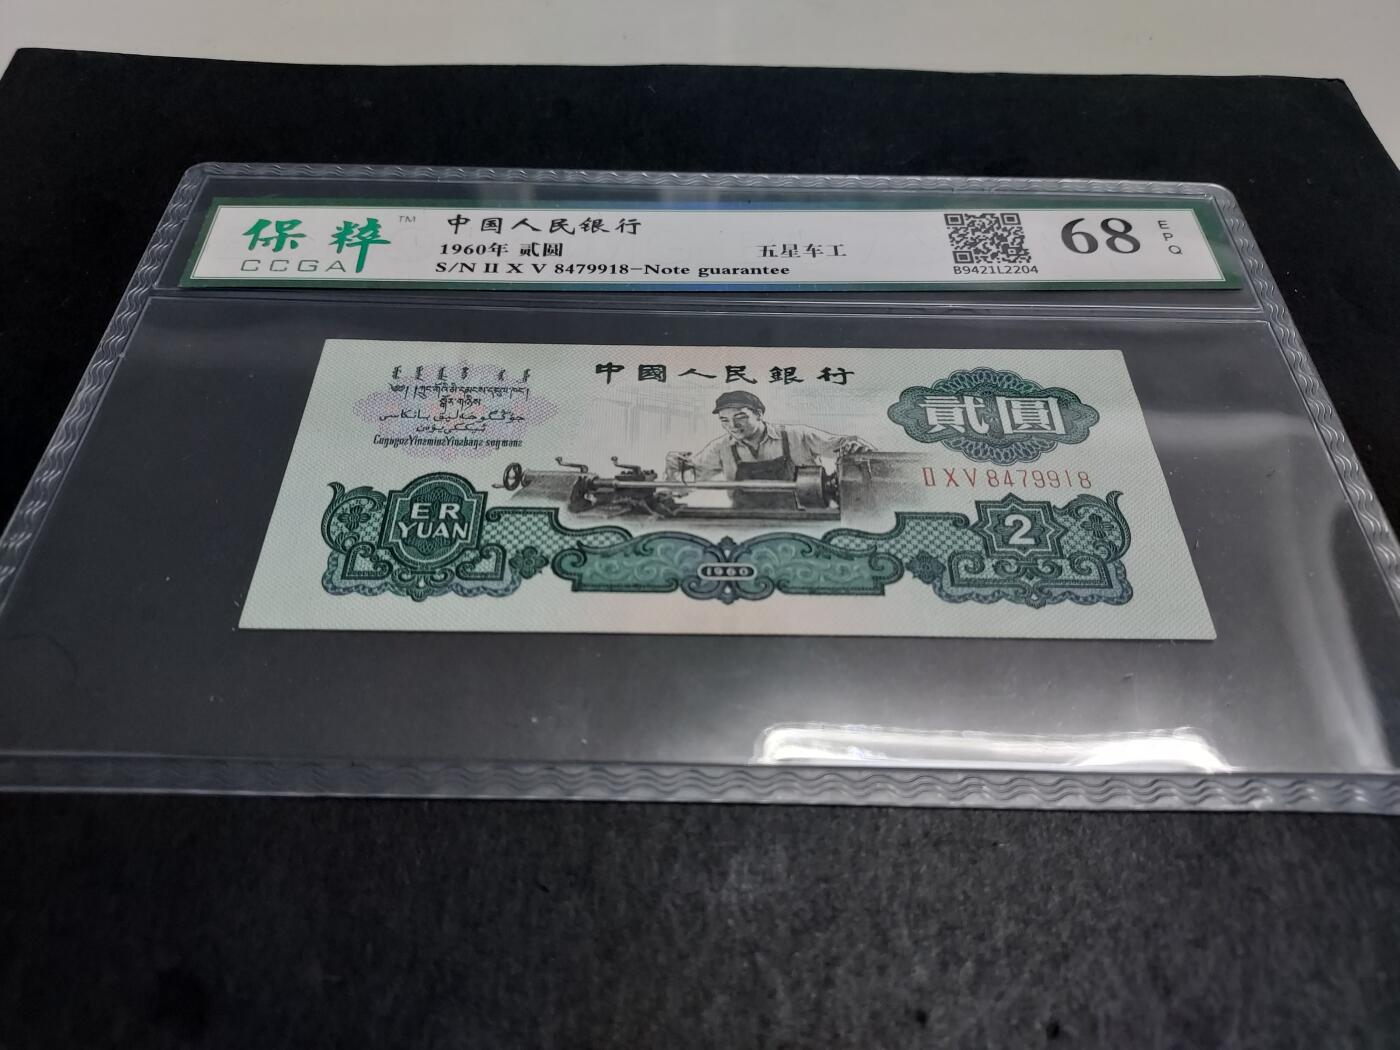 保粹™
CCGA
中国人民银行
1960年 贰圆
五星车工
S/N II X V 8479918-Note guarantee
B9421L2204
68
EPQ
中國人民銀行
貳圓
II X V 8479918
ER
YUAN
1960
2